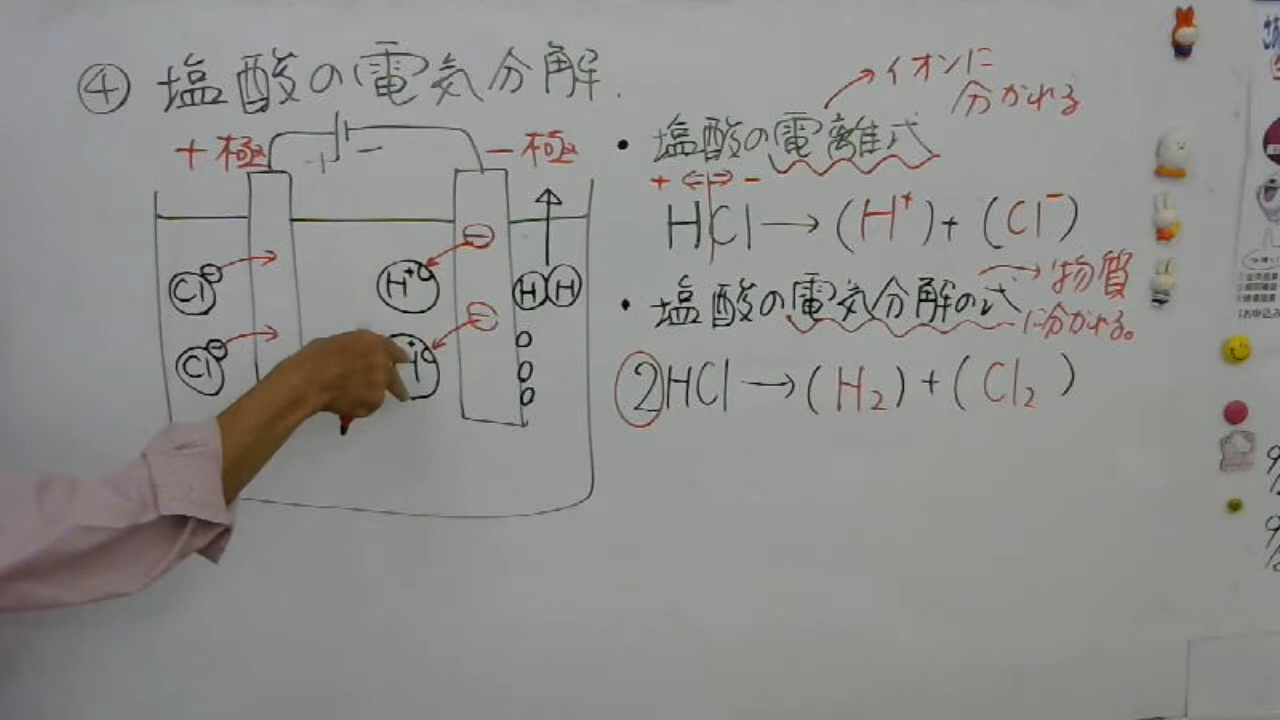 ④ 塩酸の電気分解.
+極
+ -
-極
Cl -
Cl -
H+
H+
-
-
H H
イオンに
分かれる
・塩酸の電離式
+ ⇔ -
HCl → (H+) + (Cl-)
・塩酸の電気分解の式
物質
に分かれる。
②HCl → (H2) + (Cl2)